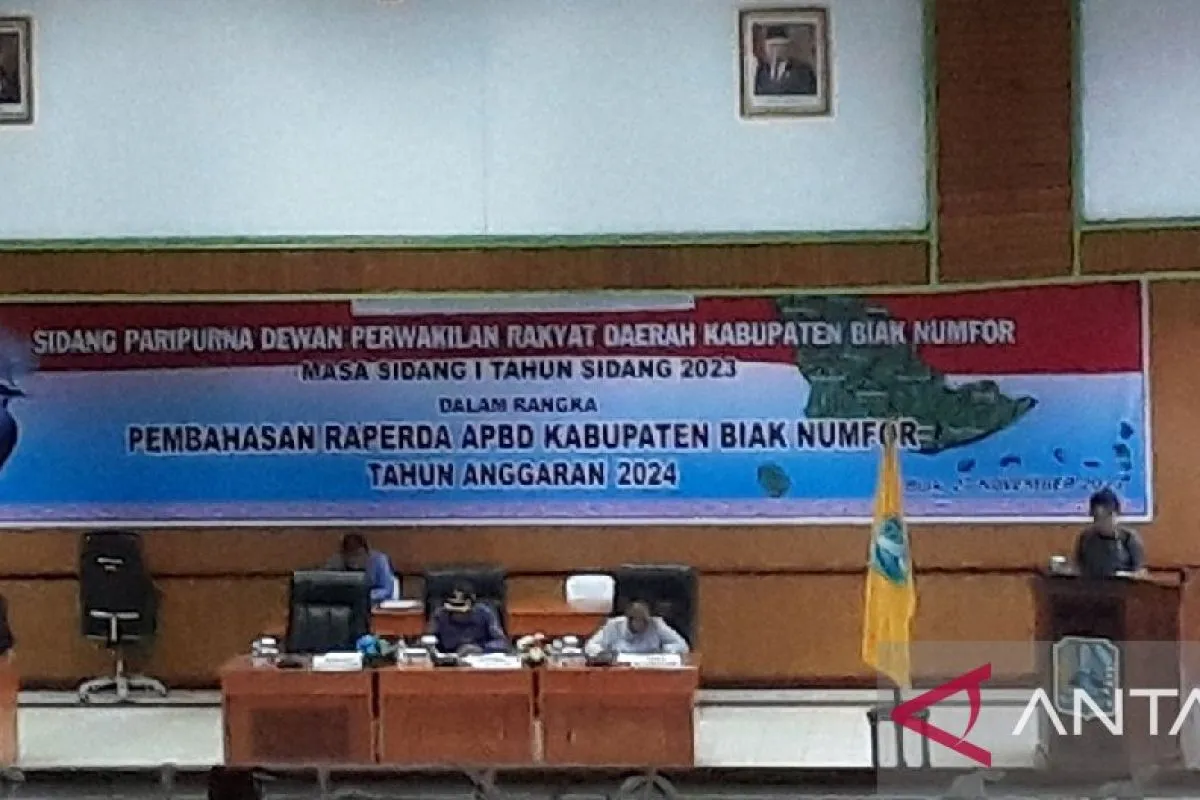 SIDANG PARIPURNA DEWAN PERWAKILAN RAKYAT DAERAH KABUPATEN BIAK NUMFOR
MASA SIDANG I TAHUN SIDANG 2023
DALAM RANGKA
PEMBAHASAN RAPERDA APBD KABUPATEN BIAK NUMFOR
TAHUN ANGGARAN 2024
NOVEMBER
ANTA